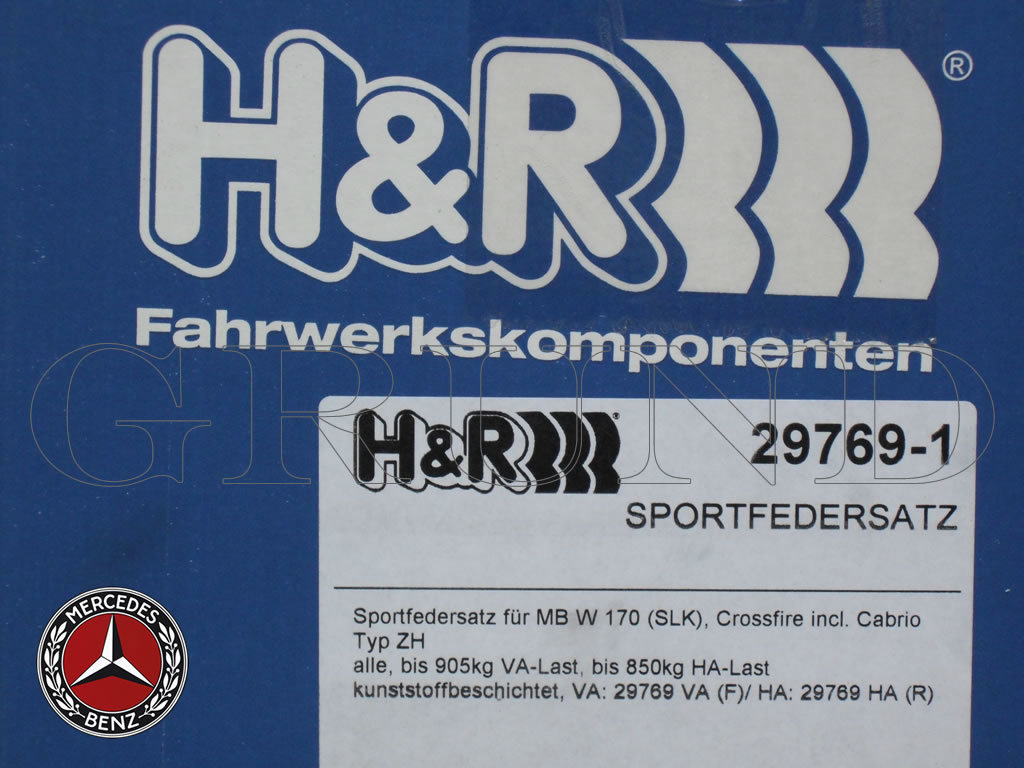 H&R ®
Fahrwerkskomponenten
GRUND
H&R ® 29769-1
SPORTFEDERSATZ
Sportfedersatz für MB W 170 (SLK), Crossfire incl. Cabrio
Typ ZH
alle, bis 905kg VA-Last, bis 850kg HA-Last
kunststoffbeschichtet, VA: 29769 VA (F)/ HA: 29769 HA (R)
MERCEDES
BENZ